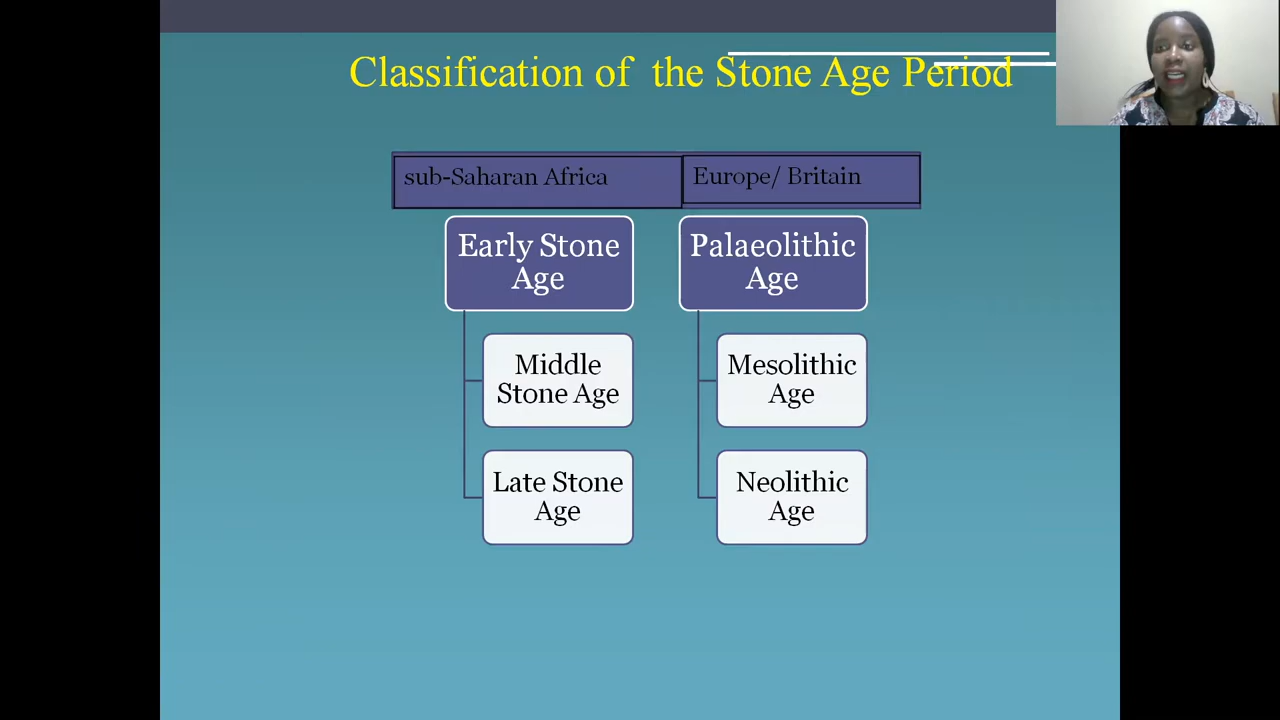 Classification of the Stone Age Period
sub-Saharan Africa
Europe/ Britain
Early Stone
Age
Palaeolithic
Age
Middle
Stone Age
Mesolithic
Age
Late Stone
Age
Neolithic
Age